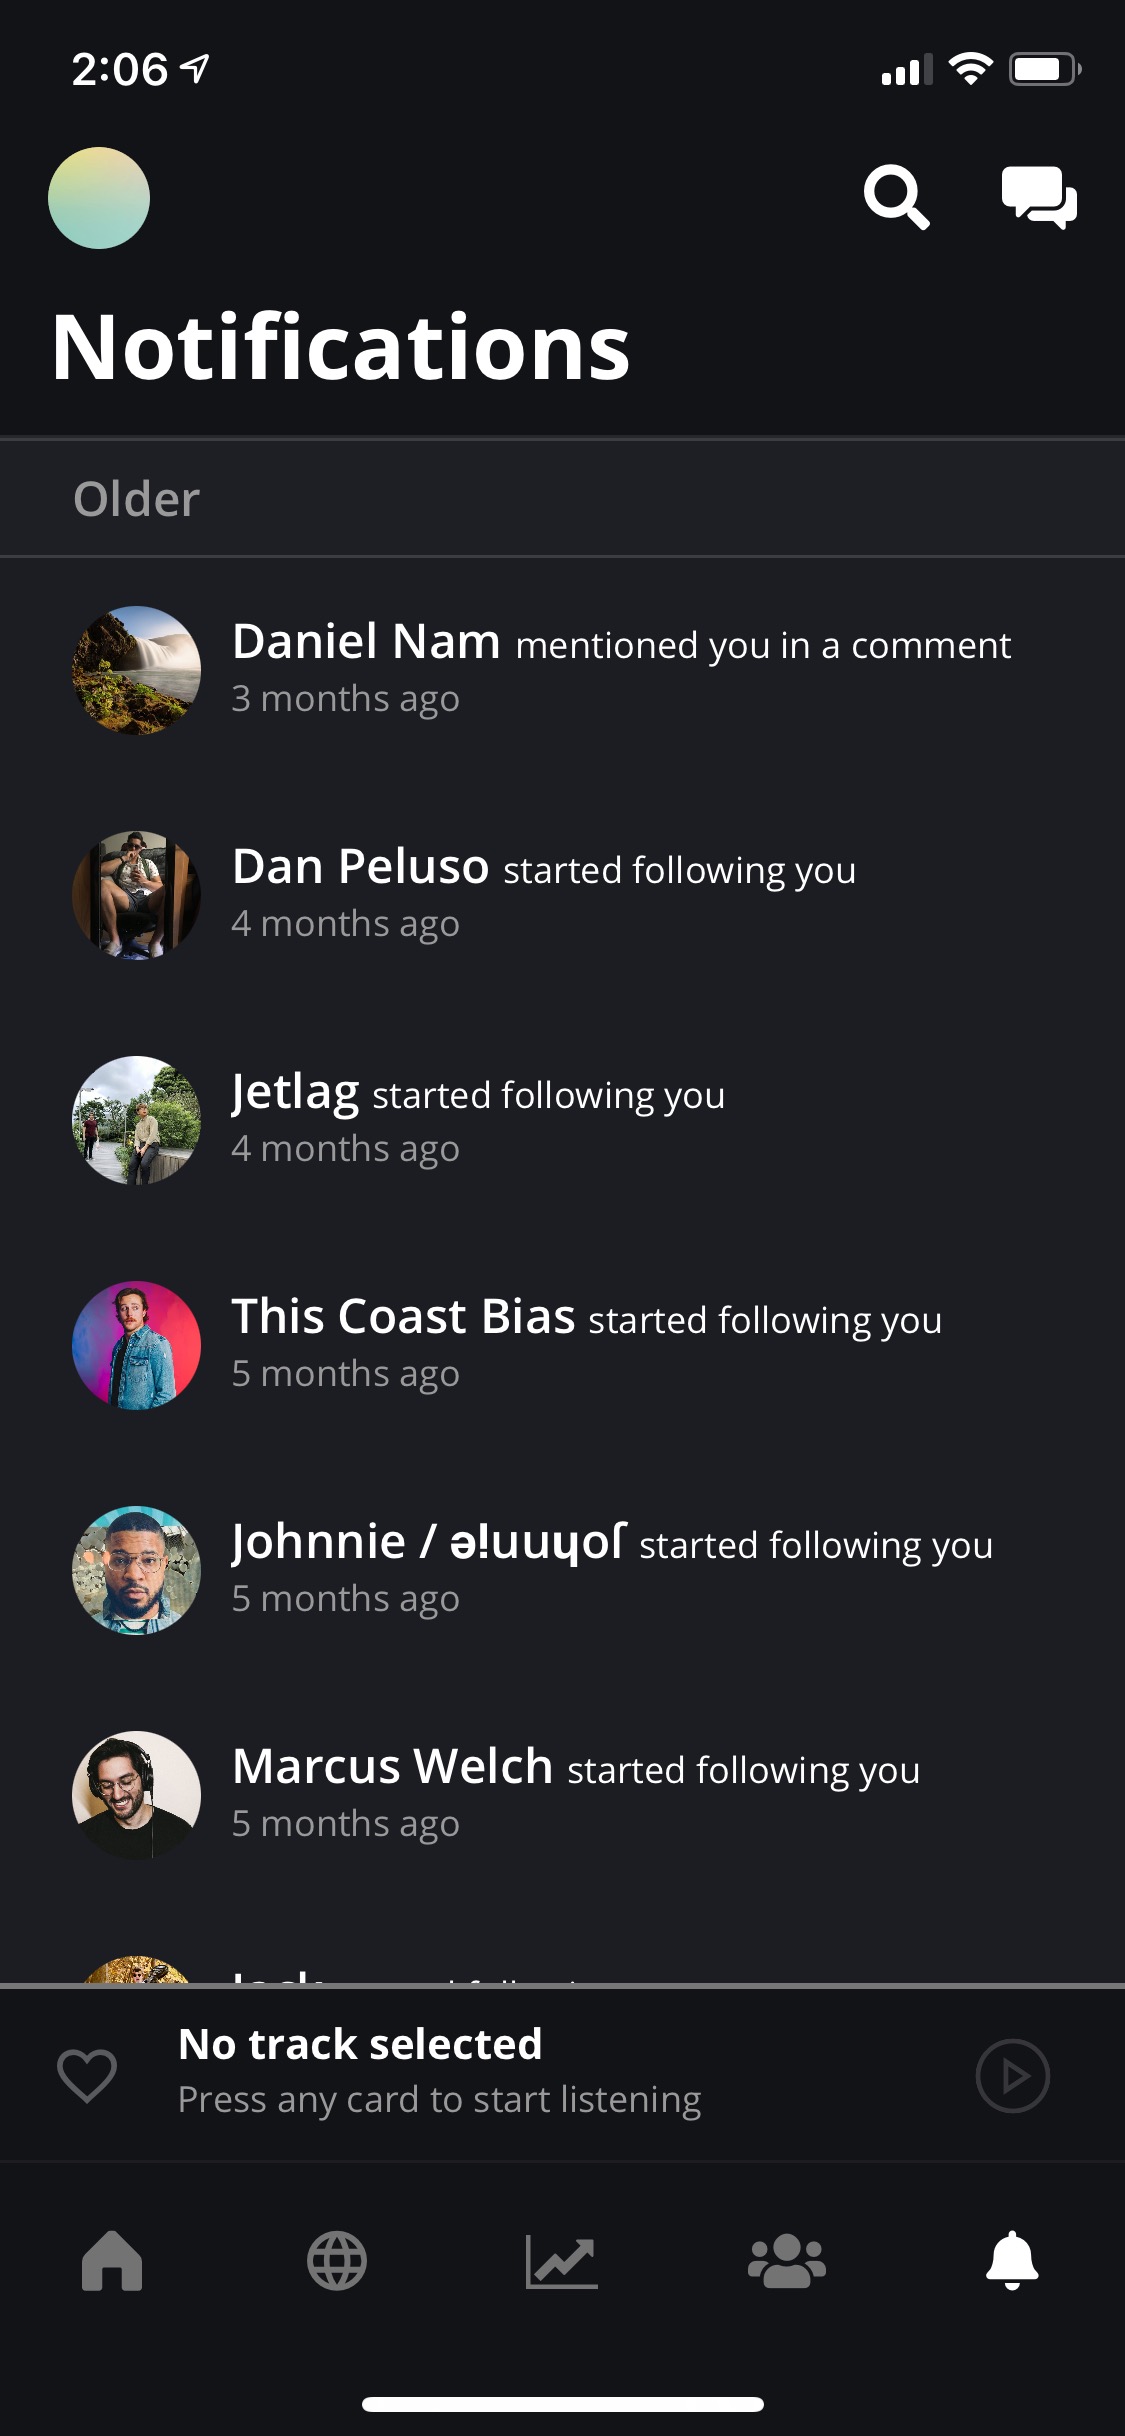 2:06
Notifications
Older
Daniel Nam mentioned you in a comment
3 months ago
Dan Peluso started following you
4 months ago
Jetlag started following you
4 months ago
This Coast Bias started following you
5 months ago
Johnnie / ǝ!uuɥoſ started following you
5 months ago
Marcus Welch started following you
5 months ago
No track selected
Press any card to start listening